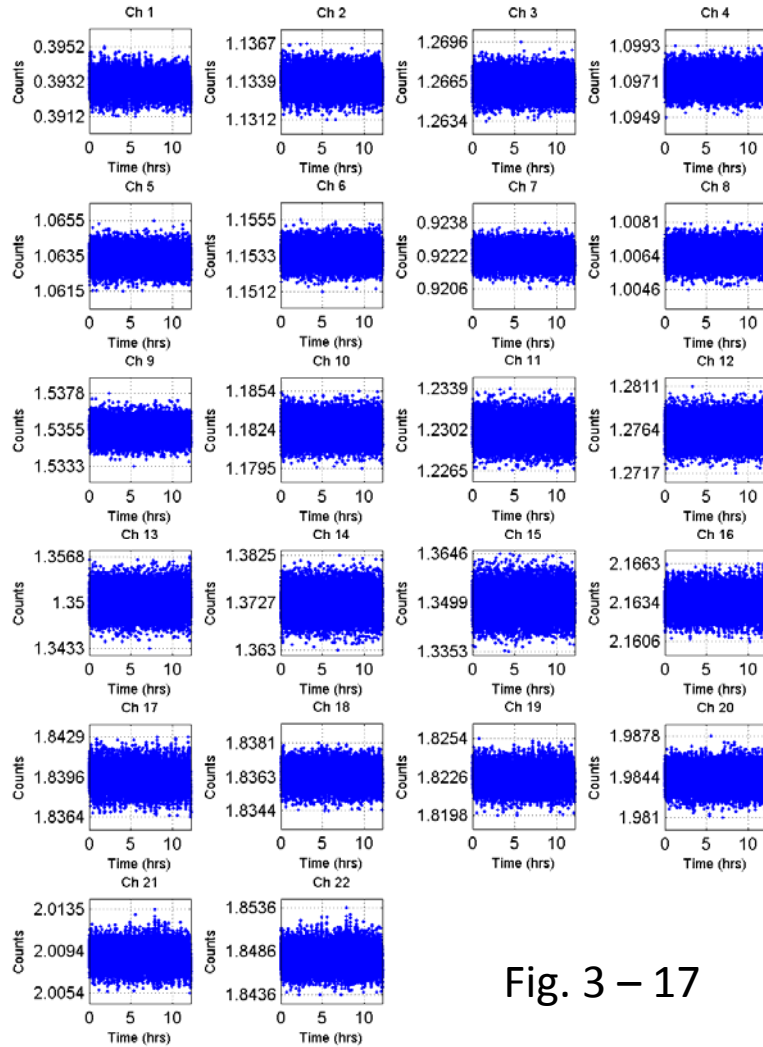 Ch 1
0.3952
0.3932
0.3912
Counts
0 5 10
Time (hrs)
Ch 2
1.1367
1.1339
1.1312
Counts
0 5 10
Time (hrs)
Ch 3
1.2696
1.2665
1.2634
Counts
0 5 10
Time (hrs)
Ch 4
1.0993
1.0971
1.0949
Counts
0 5 10
Time (hrs)
Ch 5
1.0655
1.0635
1.0615
Counts
0 5 10
Time (hrs)
Ch 6
1.1555
1.1533
1.1512
Counts
0 5 10
Time (hrs)
Ch 7
0.9238
0.9222
0.9206
Counts
0 5 10
Time (hrs)
Ch 8
1.0081
1.0064
1.0046
Counts
0 5 10
Time (hrs)
Ch 9
1.5378
1.5355
1.5333
Counts
0 5 10
Time (hrs)
Ch 10
1.1854
1.1824
1.1795
Counts
0 5 10
Time (hrs)
Ch 11
1.2339
1.2302
1.2265
Counts
0 5 10
Time (hrs)
Ch 12
1.2811
1.2764
1.2717
Counts
0 5 10
Time (hrs)
Ch 13
1.3568
1.35
1.3433
Counts
0 5 10
Time (hrs)
Ch 14
1.3825
1.3727
1.363
Counts
0 5 10
Time (hrs)
Ch 15
1.3646
1.3499
1.3353
Counts
0 5 10
Time (hrs)
Ch 16
2.1663
2.1634
2.1606
Counts
0 5 10
Time (hrs)
Ch 17
1.8429
1.8396
1.8364
Counts
0 5 10
Time (hrs)
Ch 18
1.8381
1.8363
1.8344
Counts
0 5 10
Time (hrs)
Ch 19
1.8254
1.8226
1.8198
Counts
0 5 10
Time (hrs)
Ch 20
1.9878
1.9844
1.981
Counts
0 5 10
Time (hrs)
Ch 21
2.0135
2.0094
2.0054
Counts
0 5 10
Time (hrs)
Ch 22
1.8536
1.8486
1.8436
Counts
0 5 10
Time (hrs)
Fig. 3 – 17